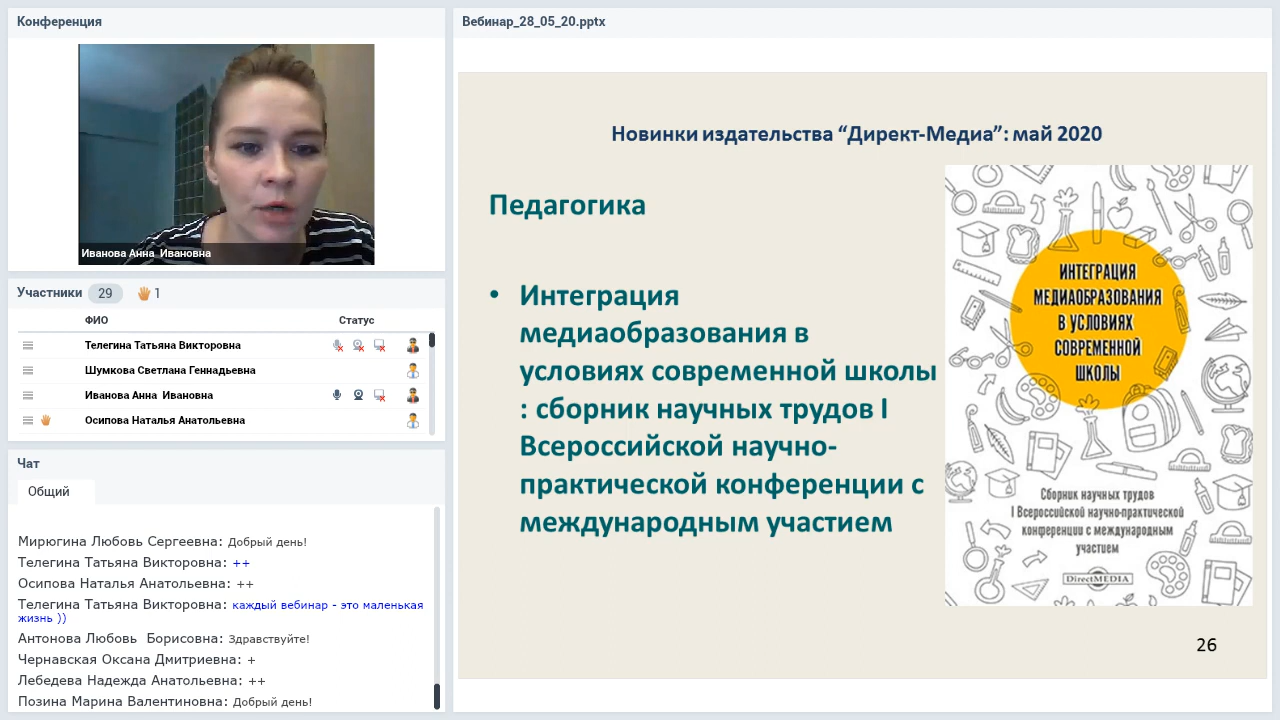 Конференция
Иванова Анна  Ивановна
Участники 29 1
ФИО Статус
Телегина Татьяна Викторовна
Шумкова Светлана Геннадьевна
Иванова Анна  Ивановна
Осипова Наталья Анатольевна
Чат
Общий
Мирюгина Любовь Сергеевна: Добрый день!
Телегина Татьяна Викторовна: ++
Осипова Наталья Анатольевна: ++
Телегина Татьяна Викторовна: каждый вебинар - это маленькая
жизнь ))
Антонова Любовь  Борисовна: Здравствуйте!
Чернавская Оксана Дмитриевна: +
Лебедева Надежда Анатольевна: ++
Позина Марина Валентиновна: Добрый день!
Вебинар_28_05_20.pptx
Новинки издательства “Директ-Медиа”: май 2020
Педагогика
• Интеграция
медиаобразования в
условиях современной школы
: сборник научных трудов I
Всероссийской научно-
практической конференции с
международным участием
ИНТЕГРАЦИЯ
МЕДИАОБРАЗОВАНИЯ
В УСЛОВИЯХ
СОВРЕМЕННОЙ
ШКОЛЫ
Сборник научных трудов
I Всероссийской научно-практической
конференции с международным
участием
DirectMEDIA
26